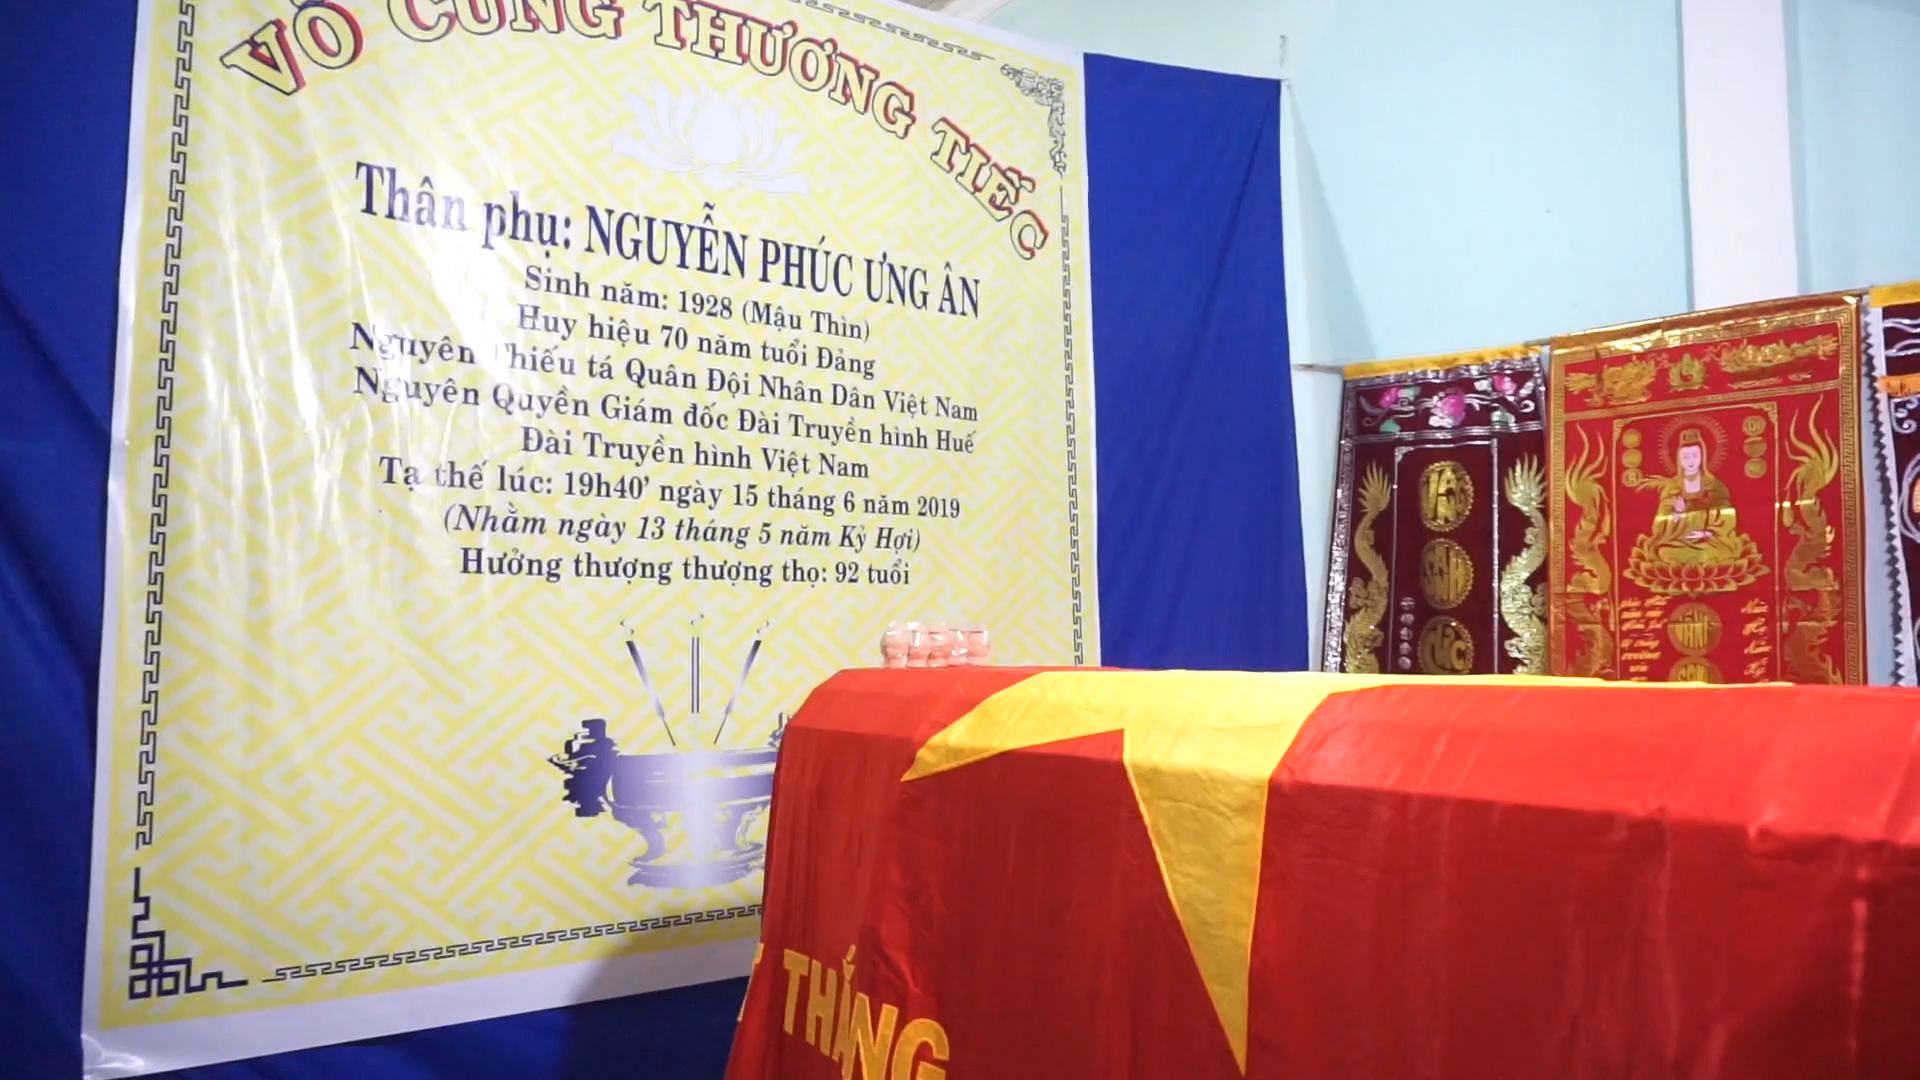 VÔ CÙNG THƯƠNG TIẾC
Thân phụ: NGUYỄN PHÚC ƯNG ÂN
Sinh năm: 1928 (Mậu Thìn)
Huy hiệu 70 năm tuổi Đảng
Nguyên Thiếu tá Quân Đội Nhân Dân Việt Nam
Nguyên Quyền Giám đốc Đài Truyền hình Huế
Đài Truyền hình Việt Nam
Tạ thế lúc: 19h40’ ngày 15 tháng 6 năm 2019
(Nhằm ngày 13 tháng 5 năm Kỷ Hợi)
Hưởng thượng thượng thọ: 92 tuổi
THẮNG